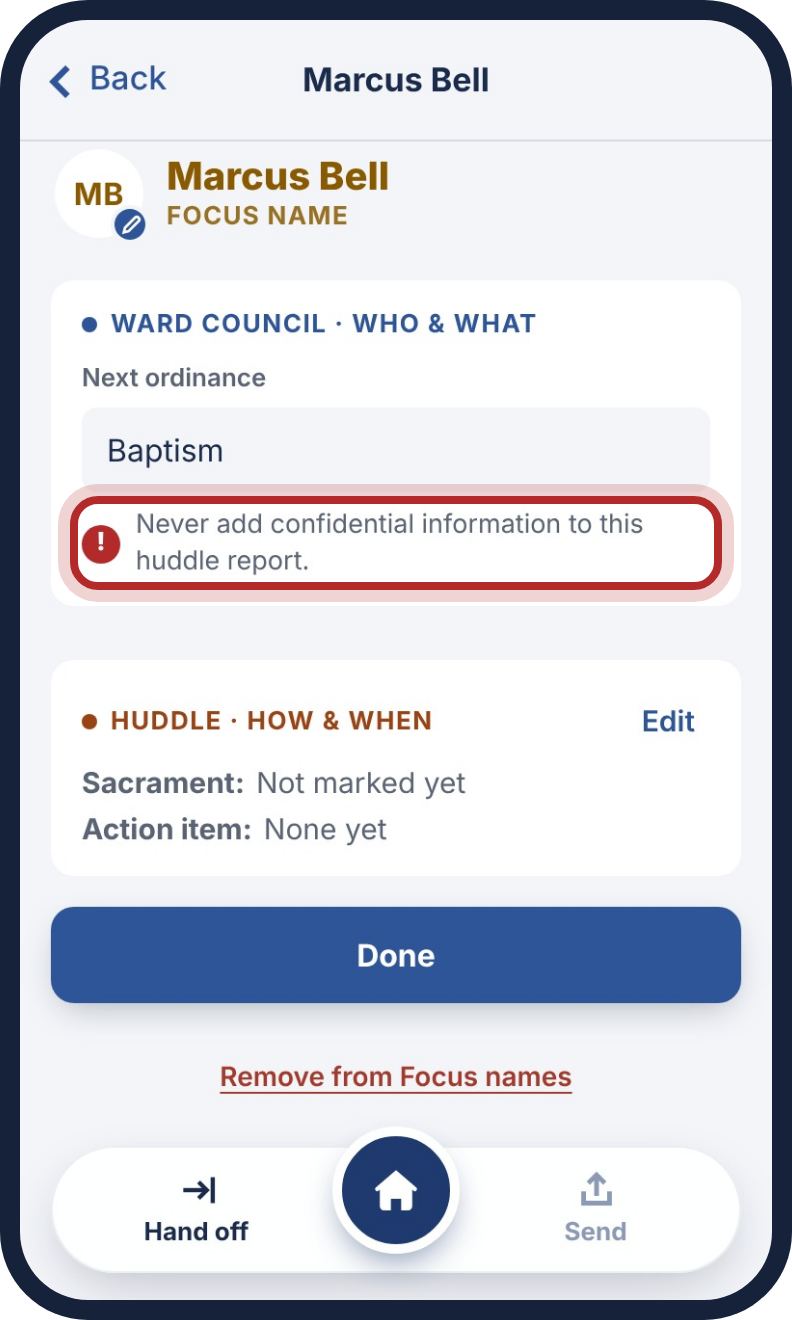 Back
Marcus Bell
MB
Marcus Bell
FOCUS NAME
WARD COUNCIL · WHO & WHAT
Next ordinance
Baptism
! Never add confidential information to this
huddle report.
HUDDLE · HOW & WHEN
Edit
Sacrament: Not marked yet
Action item: None yet
Done
Remove from Focus names
Hand off
Send